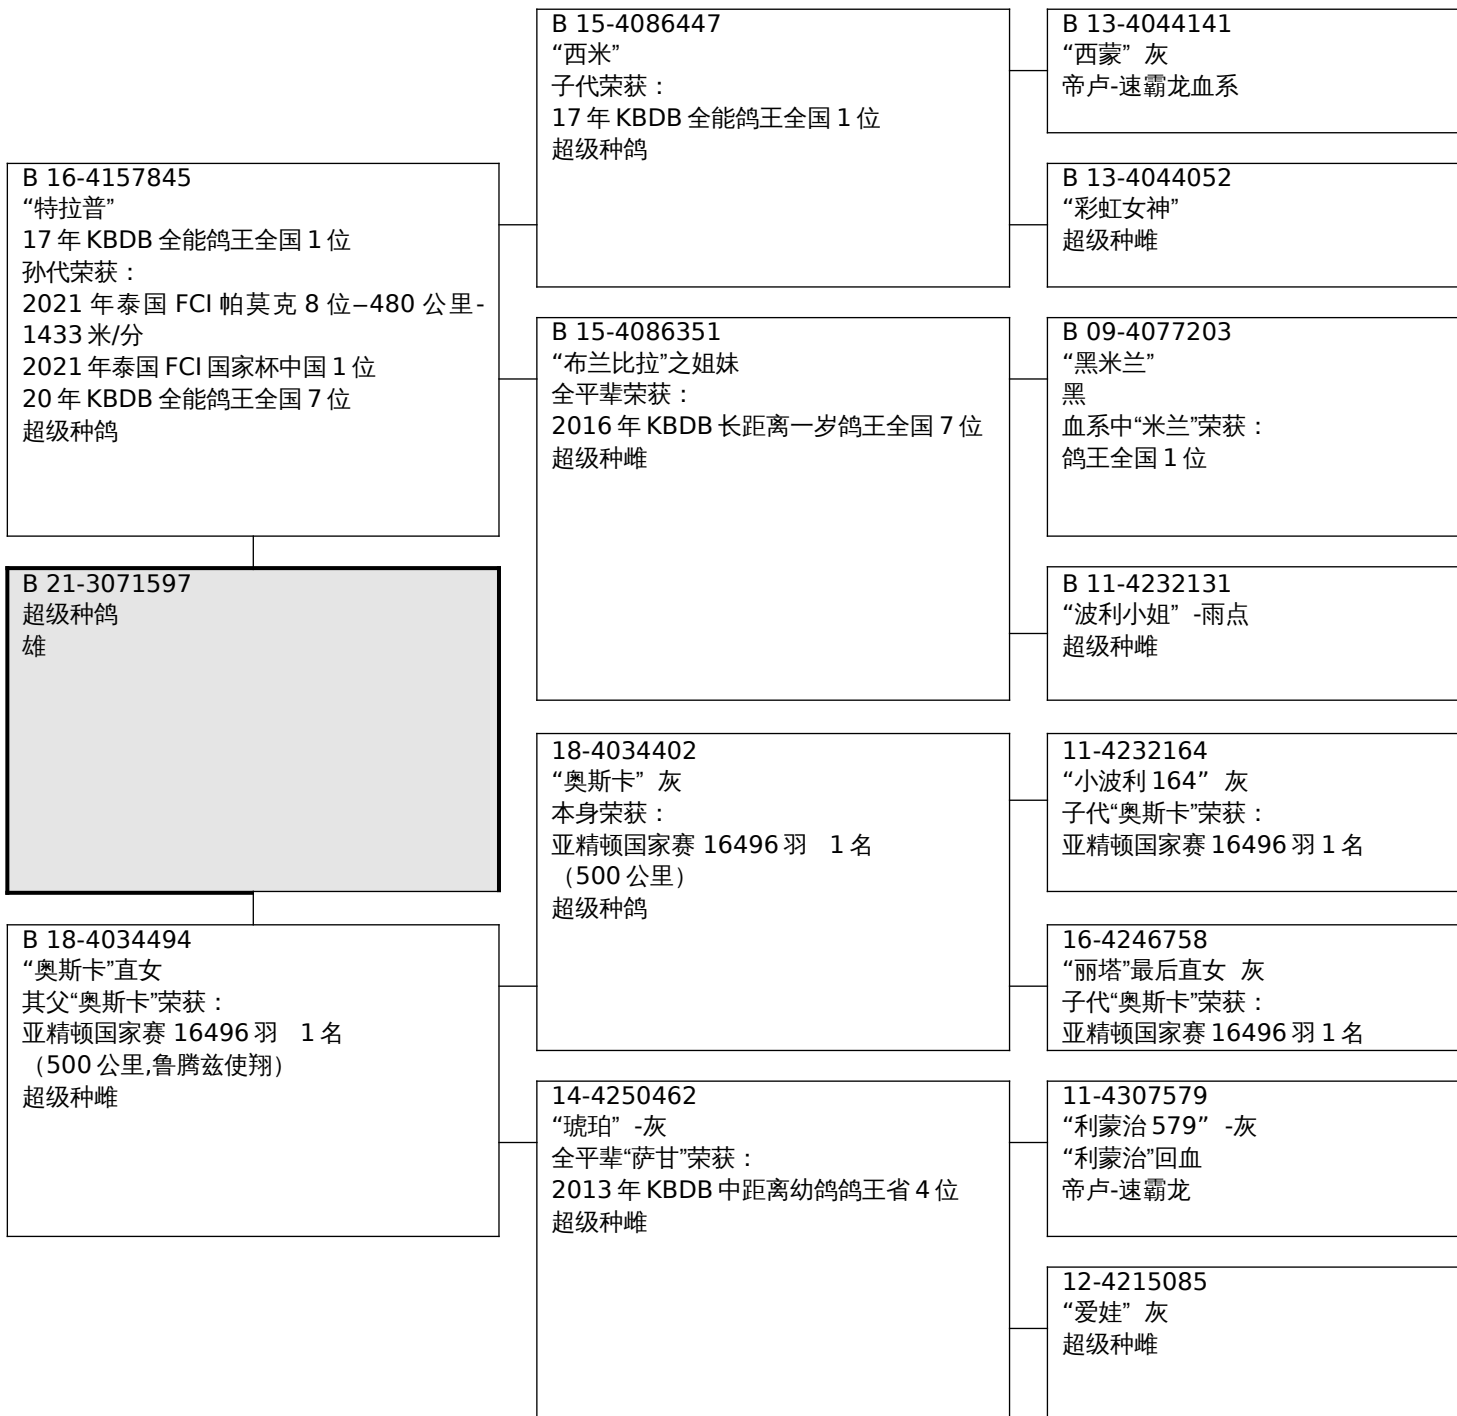 B 16-4157845
“特拉普”
17 年 KBDB 全能鸽王全国 1 位
孙代荣获：
2021 年泰国 FCI 帕莫克 8 位–480 公里-
1433 米/分
2021 年泰国 FCI 国家杯中国 1 位
20 年 KBDB 全能鸽王全国 7 位
超级种鸽
B 21-3071597
超级种鸽
雄
B 18-4034494
“奥斯卡”直女
其父“奥斯卡”荣获：
亚精顿国家赛 16496 羽 1 名
（500 公里,鲁腾兹使翔）
超级种雌
B 15-4086447
“西米”
子代荣获：
17 年 KBDB 全能鸽王全国 1 位
超级种鸽
B 15-4086351
“布兰比拉”之姐妹
全平辈荣获：
2016 年 KBDB 长距离一岁鸽王全国 7 位
超级种雌
18-4034402
“奥斯卡” 灰
本身荣获：
亚精顿国家赛 16496 羽 1 名
（500 公里）
超级种鸽
14-4250462
“琥珀” -灰
全平辈“萨甘”荣获：
2013 年 KBDB 中距离幼鸽鸽王省 4 位
超级种雌
B 13-4044141
“西蒙” 灰
帝卢-速霸龙血系
B 13-4044052
“彩虹女神”
超级种雌
B 09-4077203
“黑米兰”
黑
血系中“米兰”荣获：
鸽王全国 1 位
B 11-4232131
“波利小姐” -雨点
超级种雌
11-4232164
“小波利 164” 灰
子代“奥斯卡”荣获：
亚精顿国家赛 16496 羽 1 名
16-4246758
“丽塔”最后直女 灰
子代“奥斯卡”荣获：
亚精顿国家赛 16496 羽 1 名
11-4307579
“利蒙治 579” -灰
“利蒙治”回血
帝卢-速霸龙
12-4215085
“爱娃” 灰
超级种雌